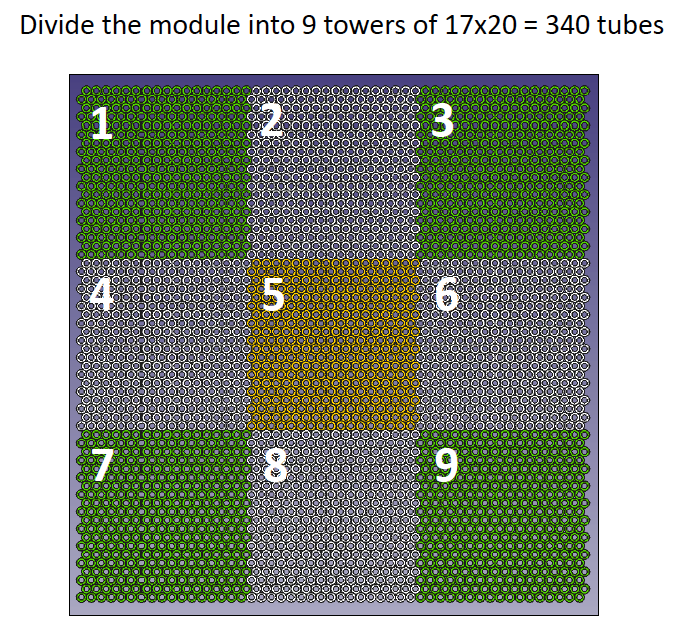 Divide the module into 9 towers of 17x20 = 340 tubes
1 2 3
4 5 6
7 8 9